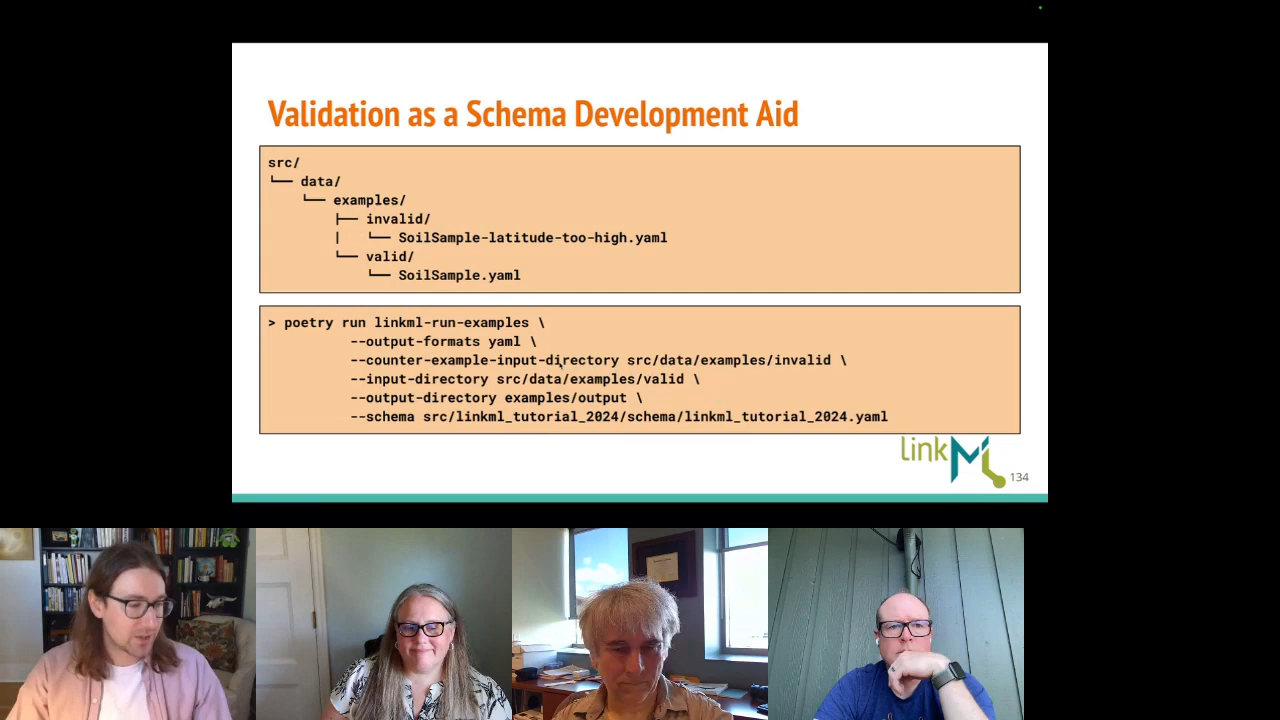 Validation as a Schema Development Aid
src/
└── data/
    └── examples/
        ├── invalid/
        |   └── SoilSample-latitude-too-high.yaml
        └── valid/
            └── SoilSample.yaml
> poetry run linkml-run-examples \
          --output-formats yaml \
          --counter-example-input-directory src/data/examples/invalid \
          --input-directory src/data/examples/valid \
          --output-directory examples/output \
          --schema src/linkml_tutorial_2024/schema/linkml_tutorial_2024.yaml
linkML
134